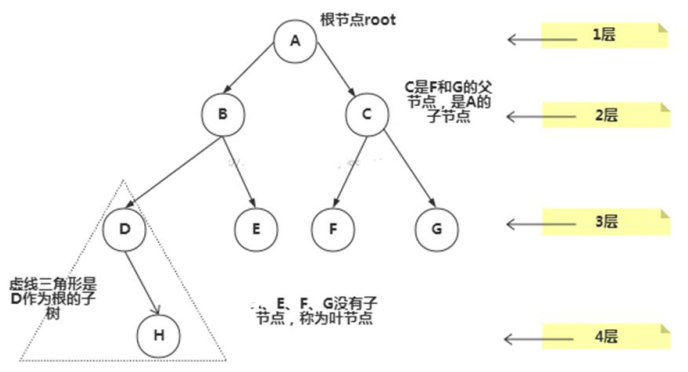 根节点root
A
1层
B
C
C是F和G的父
节点，是A的
子节点
2层
D
E
F
G
3层
虚线三角形是
D作为根的子
树
、E、F、G没有子
节点，称为叶节点
H
4层